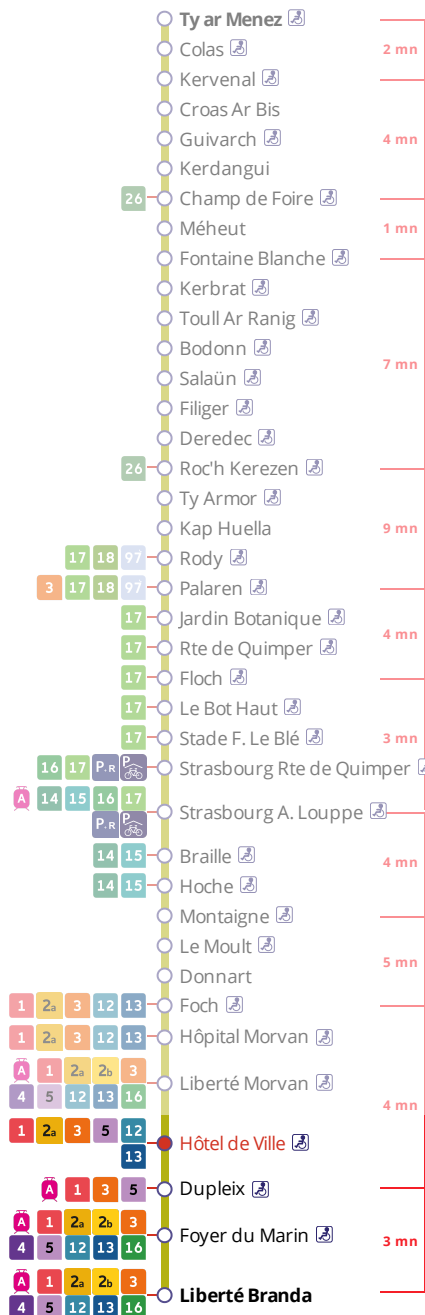 Ty ar Menez
Colas 2 mn
Kervenal
Croas Ar Bis
Guivarch 4 mn
Kerdangui
26 Champ de Foire
Méheut 1 mn
Fontaine Blanche
Kerbrat
Toull Ar Ranig
Bodonn 7 mn
Salaün
Filiger
Deredec
26 Roc'h Kerezen
Ty Armor
Kap Huella 9 mn
17 18 97 Rody
3 17 18 97 Palaren
17 Jardin Botanique
17 Rte de Quimper 4 mn
17 Floch
17 Le Bot Haut
17 Stade F. Le Blé 3 mn
16 17 P+R P Strasbourg Rte de Quimper
A 14 15 16 17
Strasbourg A. Louppe
P+R P
14 15 Braille 4 mn
14 15 Hoche
Montaigne
Le Moult 5 mn
Donnart
1 2a 3 12 13 Foch
1 2a 3 12 13 Hôpital Morvan
A 1 2a 2b 3
Liberté Morvan
4 5 12 13 16
4 mn
1 2a 3 5 12
Hôtel de Ville
13
A 1 3 5 Dupleix
A 1 2a 2b 3
Foyer du Marin 3 mn
4 5 12 13 16
A 1 2a 2b 3
Liberté Branda
4 5 12 13 16